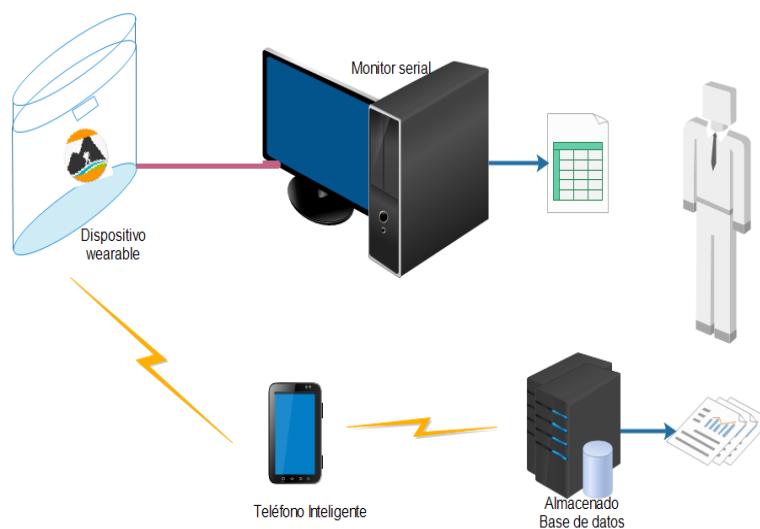 Monitor serial
Dispositivo
wearable
Teléfono Inteligente
Almacenado
Base de datos